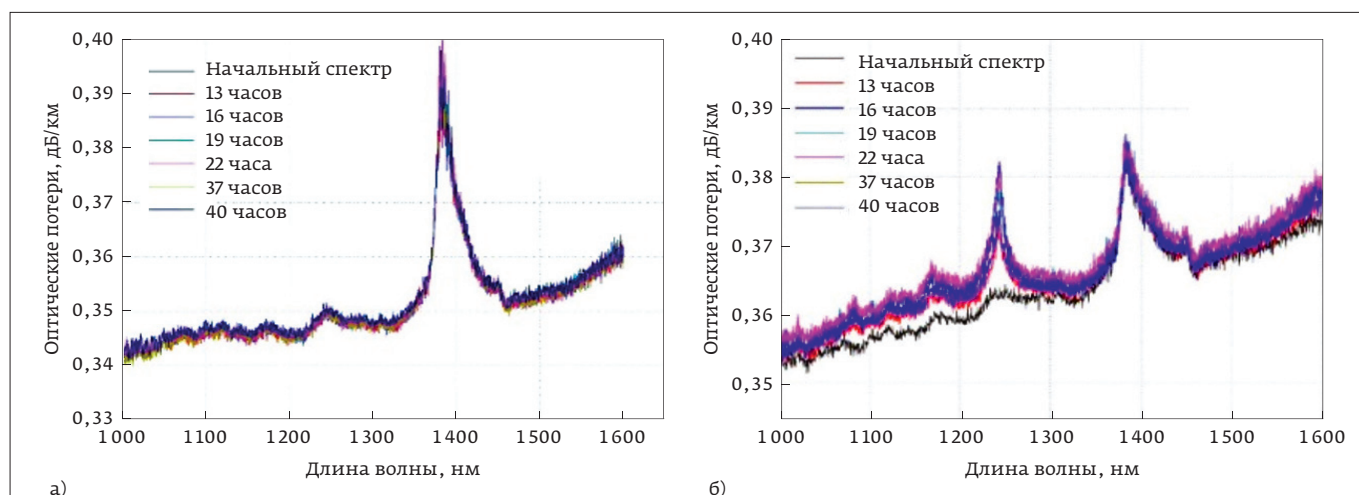 0,40
0,39
0,38
0,37
0,36
0,35
0,34
0,33
Оптические потери, дБ/км
Начальный спектр
13 часов
16 часов
19 часов
22 часа
37 часов
40 часов
1000 1100 1200 1300 1400 1500 1600
Длина волны, нм
а)
0,40
0,39
0,38
0,37
0,36
0,35
Оптические потери, дБ/км
Начальный спектр
13 часов
16 часов
19 часов
22 часа
37 часов
40 часов
1000 1100 1200 1300 1400 1500 1600
Длина волны, нм
б)